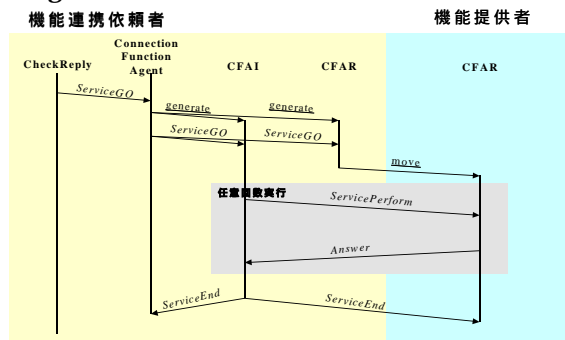 機能連携依頼者
機能提供者
CheckReply
Connection
Function
Agent
CFAI
CFAR
CFAR
ServiceGO
generate
generate
ServiceGO
ServiceGO
move
任意回数実行
ServicePerform
Answer
ServiceEnd
ServiceEnd